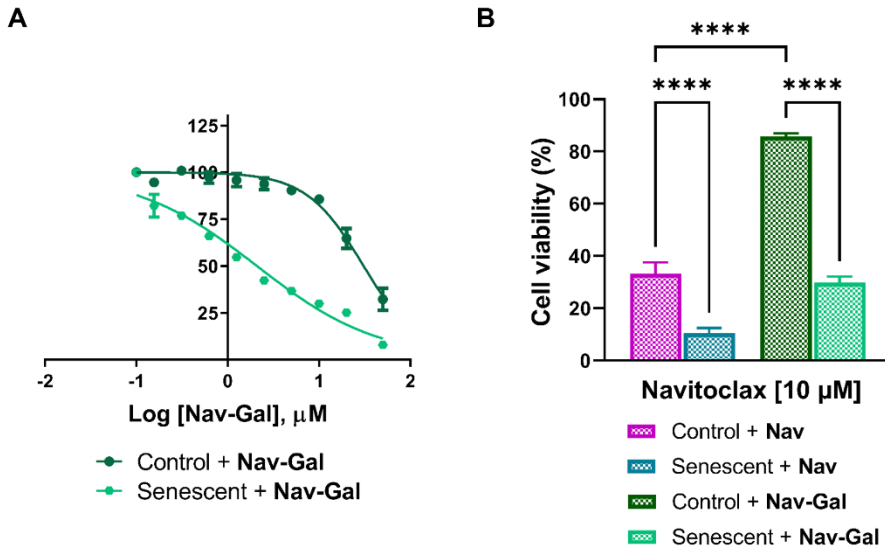 A
125
100
75
50
25
-2
-1
0
1
2
Log [Nav-Gal], μM
Control + Nav-Gal
Senescent + Nav-Gal
B
****
**** ****
100
80
60
40
20
0
Cell viability (%)
Navitoclax [10 μM]
Control + Nav
Senescent + Nav
Control + Nav-Gal
Senescent + Nav-Gal